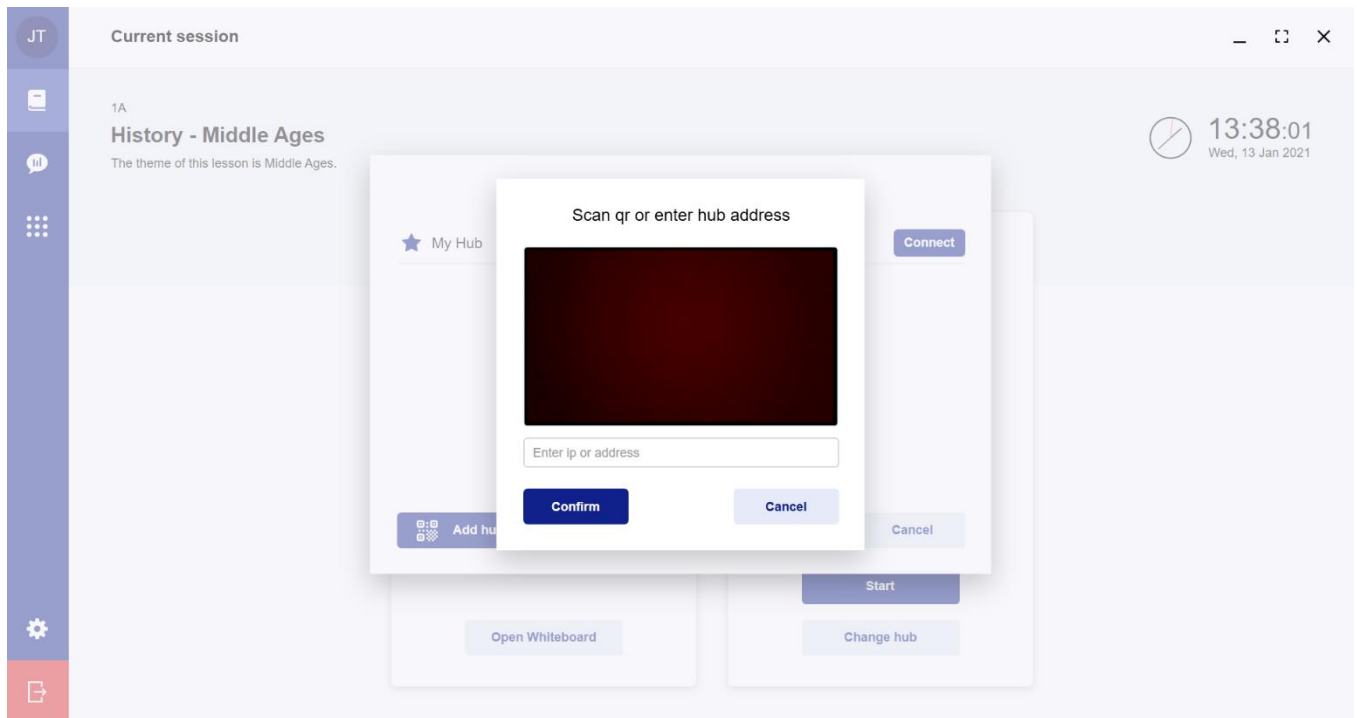 JT
Current session
1A
History - Middle Ages
The theme of this lesson is Middle Ages.
13:38:01
Wed, 13 Jan 2021
Scan qr or enter hub address
My Hub
Connect
Enter ip or address
Confirm
Cancel
Add hu
Cancel
Start
Open Whiteboard
Change hub